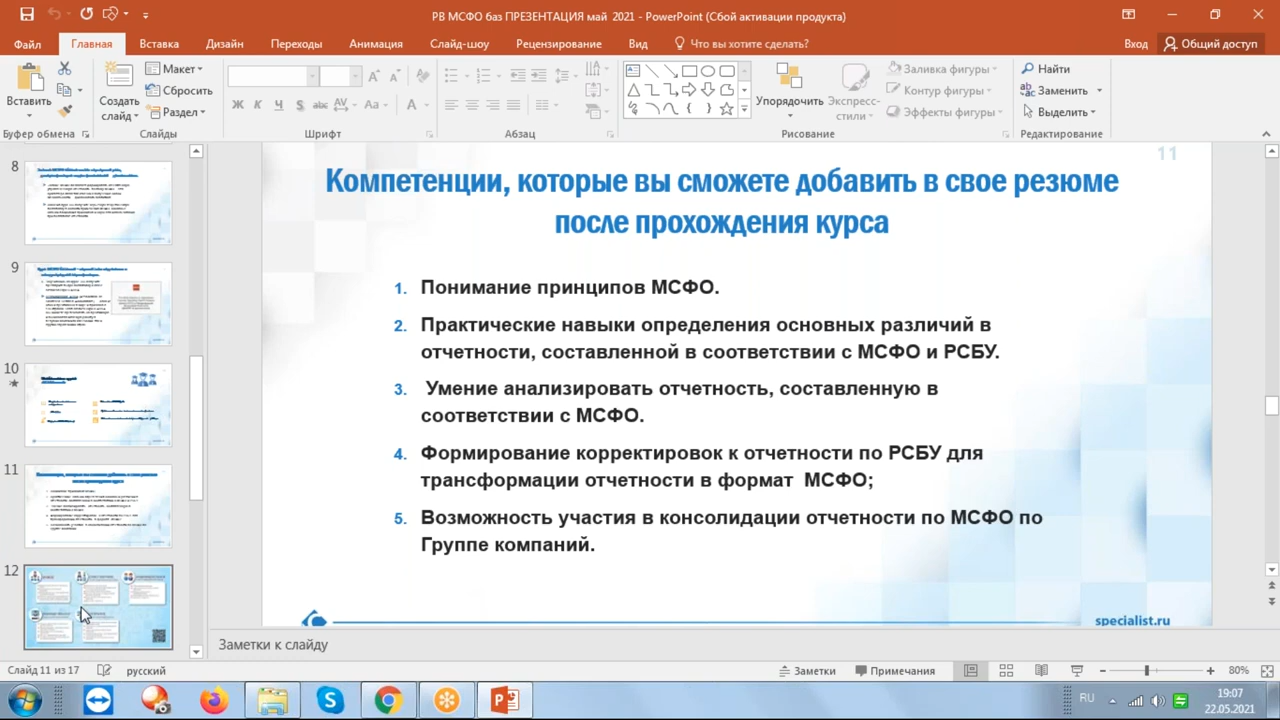 РВ МСФО баз ПРЕЗЕНТАЦИЯ май 2021 - PowerPoint (Сбой активации продукта)
Файл Главная Вставка Дизайн Переходы Анимация Слайд-шоу Рецензирование Вид Что вы хотите сделать? Вход Общий доступ
Вставить
Создать слайд
Макет
Сбросить
Раздел
Ж К Ч S abc AV Aa A
Упорядочить
Экспресс-стили
Заливка фигуры
Контур фигуры
Эффекты фигуры
Найти
Заменить
Выделить
Буфер обмена Слайды Шрифт Абзац Рисование Редактирование
8
9
10
11
12
11
Компетенции, которые вы сможете добавить в свое резюме
после прохождения курса
1. Понимание принципов МСФО.
2. Практические навыки определения основных различий в
отчетности, составленной в соответствии с МСФО и РСБУ.
3. Умение анализировать отчетность, составленную в
соответствии с МСФО.
4. Формирование корректировок к отчетности по РСБУ для
трансформации отчетности в формат МСФО;
5. Возможность участия в консолидации отчетности по МСФО по
Группе компаний.
specialist.ru
Заметки к слайду
Слайд 11 из 17 русский Заметки Примечания 80%
RU 19:07
22.05.2021